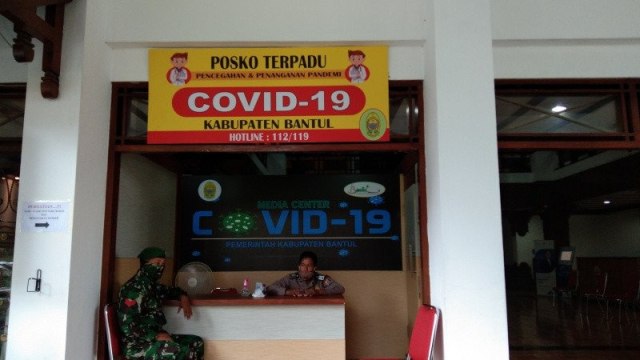 POSKO TERPADU
PENCEGAHAN & PENANGANAN PANDEMI
COVID-19
KABUPATEN BANTUL
HOTLINE : 112/119
MEDIA CENTER
COVID-19
PEMERINTAH KABUPATEN BANTUL